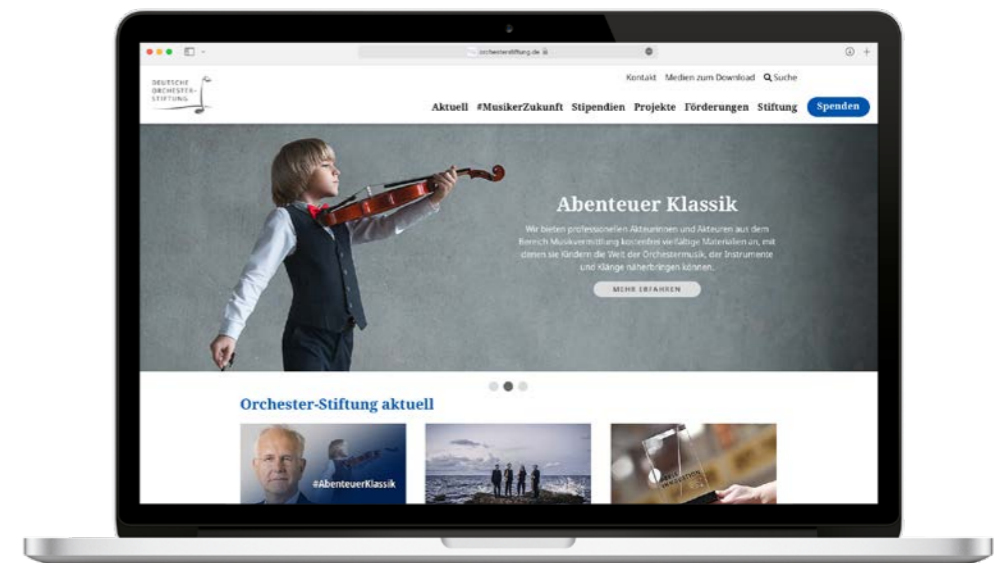 orchesterstiftung.de
Kontakt Medien zum Download Suche
DEUTSCHE
ORCHESTER-
STIFTUNG
Aktuell #MusikerZukunft Stipendien Projekte Förderungen Stiftung Spenden
Abenteuer Klassik
Wir bieten professionellen Akteurinnen und Akteuren aus dem
Bereich Musikvermittlung kostenfrei vielfältige Materialien an, mit
denen sie Kindern die Welt der Orchestermusik, der Instrumente
und Klänge näherbringen können.
MEHR ERFAHREN
Orchester-Stiftung aktuell
#AbenteuerKlassik
PREIS
INNOVATION